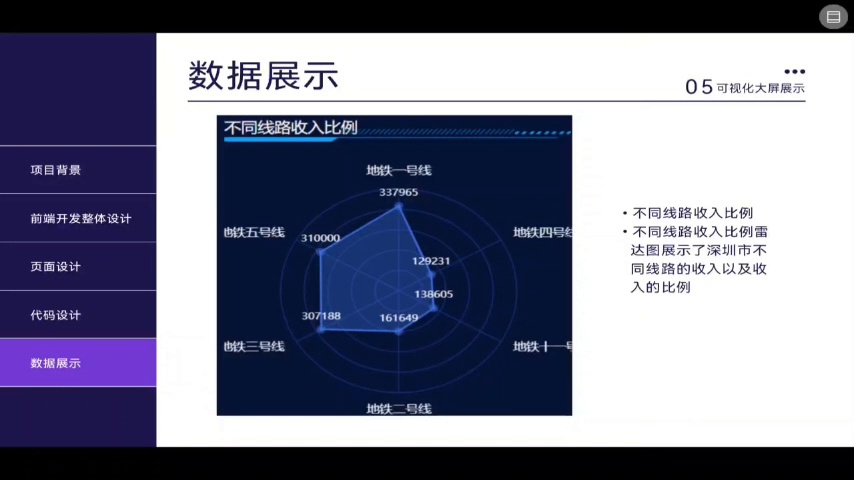 数据展示
05 可视化大屏展示
项目背景
前端开发整体设计
页面设计
代码设计
数据展示
不同线路收入比例
地铁一号线
337965
地铁五号线
310000
地铁四号线
129231
138605
307188
161649
地铁三号线
地铁十一号
地铁二号线
• 不同线路收入比例
• 不同线路收入比例雷
达图展示了深圳市不
同线路的收入以及收
入的比例